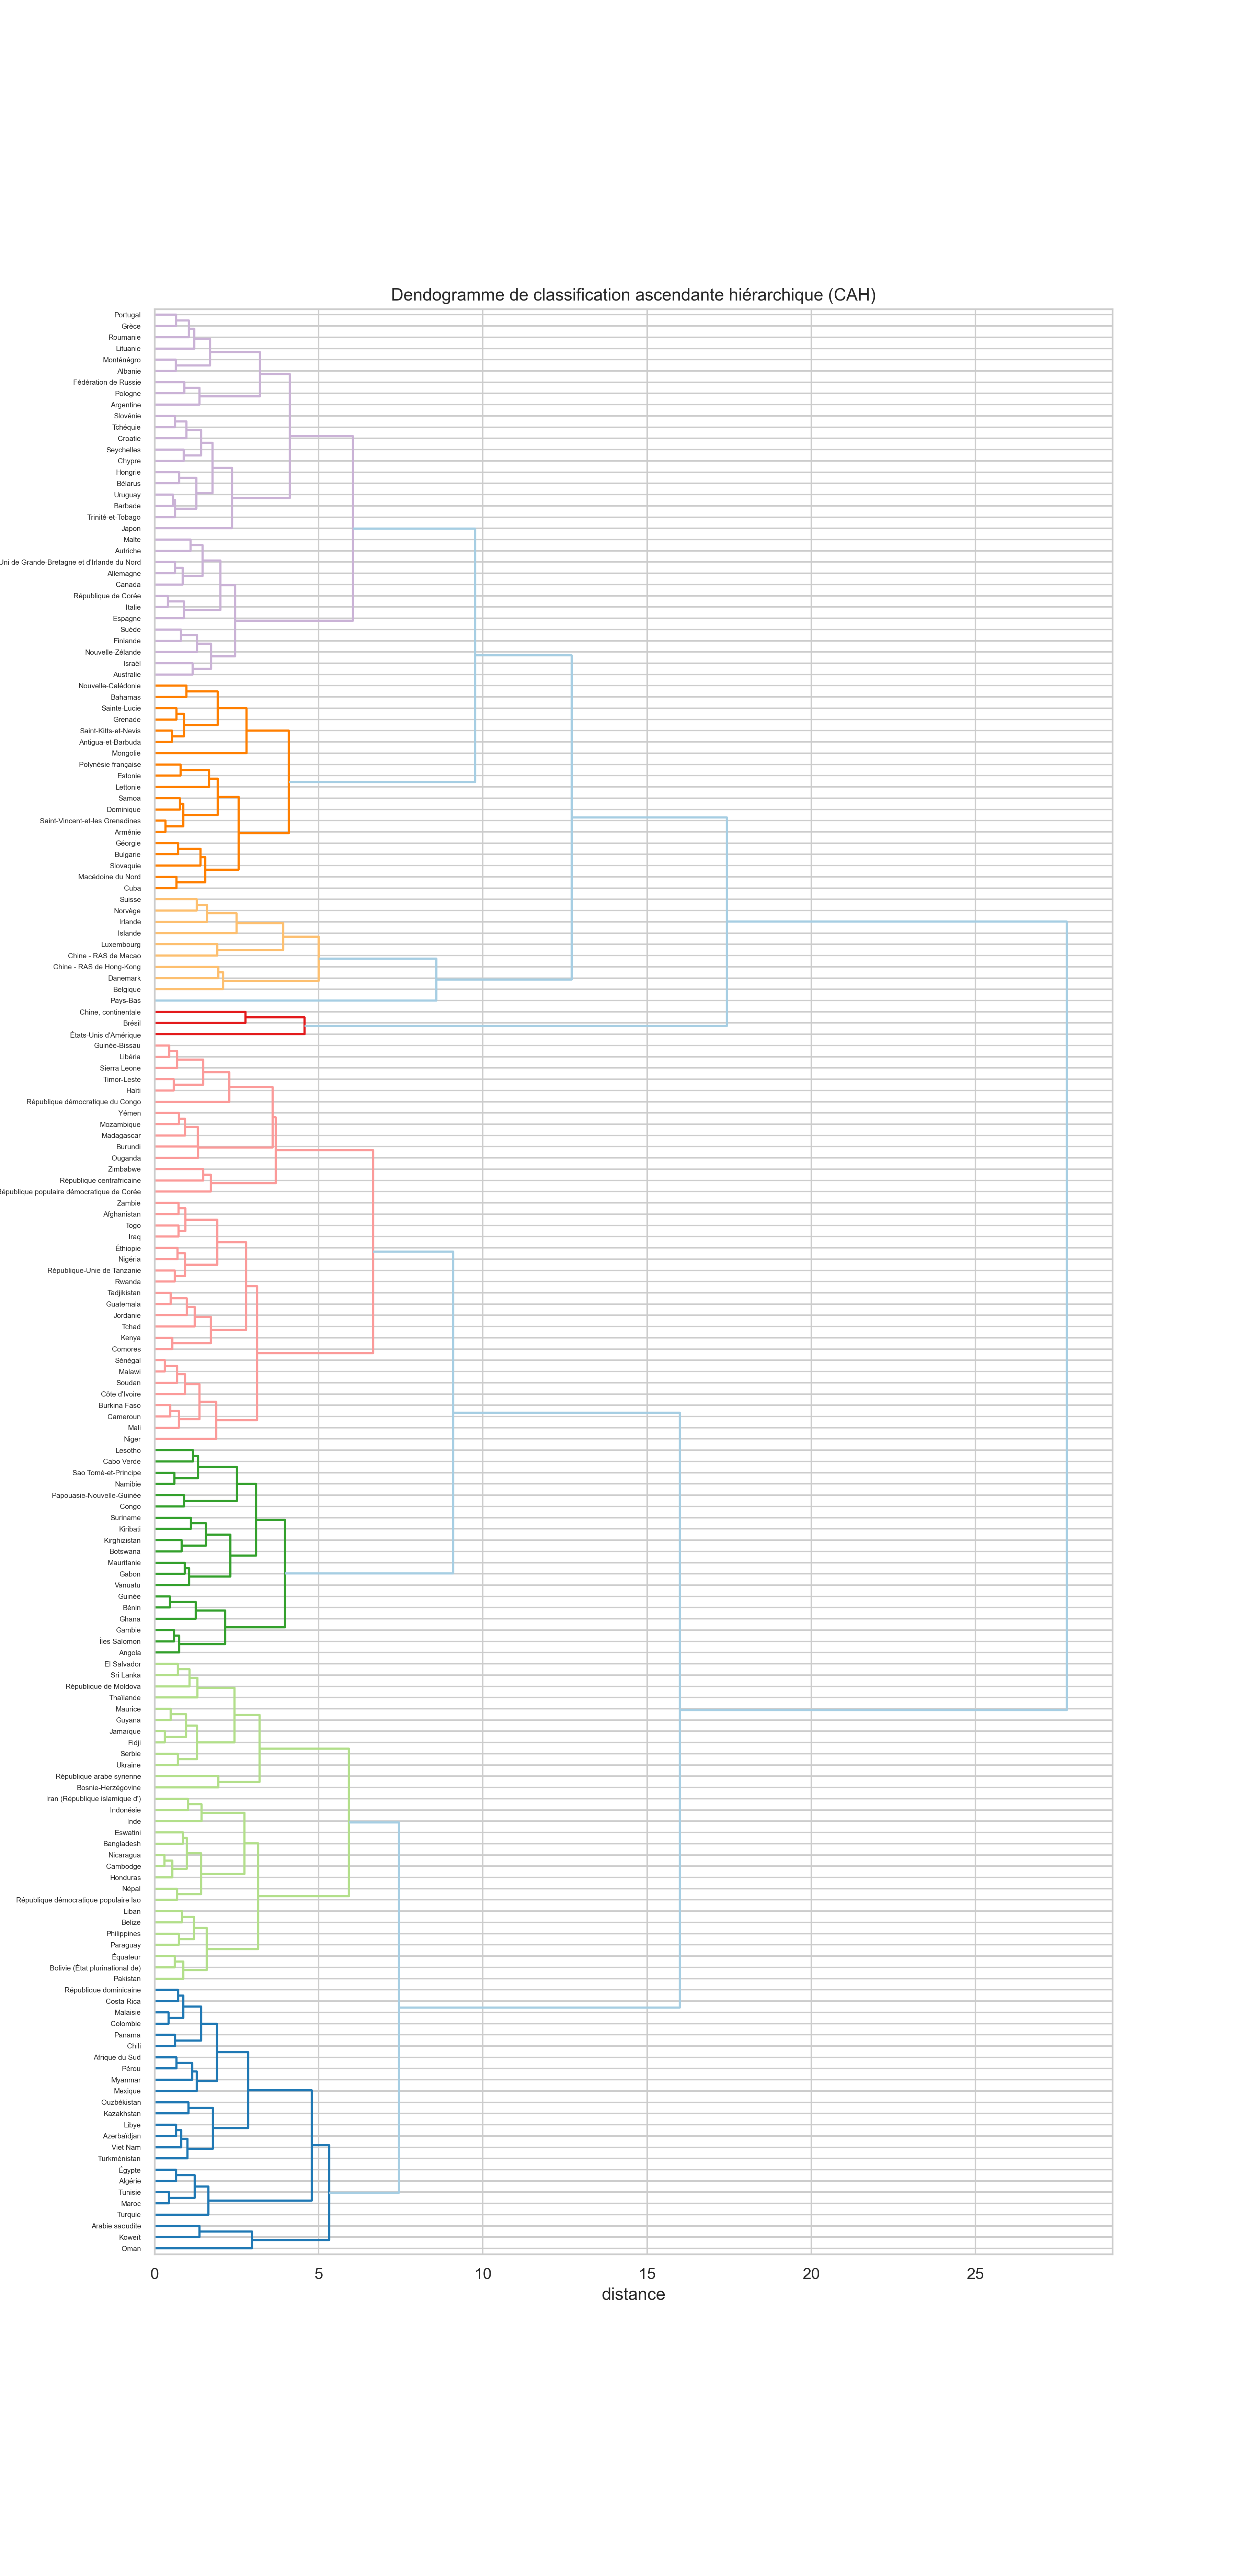 Dendogramme de classification ascendante hiérarchique (CAH)
Portugal
Grèce
Roumanie
Lituanie
Monténégro
Albanie
Fédération de Russie
Pologne
Argentine
Slovénie
Tchéquie
Croatie
Seychelles
Chypre
Hongrie
Bélarus
Uruguay
Barbade
Trinité-et-Tobago
Japon
Malte
Autriche
Uni de Grande-Bretagne et d'Irlande du Nord
Allemagne
Canada
République de Corée
Italie
Espagne
Suède
Finlande
Nouvelle-Zélande
Israël
Australie
Nouvelle-Calédonie
Bahamas
Sainte-Lucie
Grenade
Saint-Kitts-et-Nevis
Antigua-et-Barbuda
Mongolie
Polynésie française
Estonie
Lettonie
Samoa
Dominique
Saint-Vincent-et-les Grenadines
Arménie
Géorgie
Bulgarie
Slovaquie
Macédoine du Nord
Cuba
Suisse
Norvège
Irlande
Islande
Luxembourg
Chine - RAS de Macao
Chine - RAS de Hong-Kong
Danemark
Belgique
Pays-Bas
Chine, continentale
Brésil
États-Unis d'Amérique
Guinée-Bissau
Libéria
Sierra Leone
Timor-Leste
Haïti
République démocratique du Congo
Yémen
Mozambique
Madagascar
Burundi
Ouganda
Zimbabwe
République centrafricaine
République populaire démocratique de Corée
Zambie
Afghanistan
Togo
Iraq
Éthiopie
Nigéria
République-Unie de Tanzanie
Rwanda
Tadjikistan
Guatemala
Jordanie
Tchad
Kenya
Comores
Sénégal
Malawi
Soudan
Côte d'Ivoire
Burkina Faso
Cameroun
Mali
Niger
Lesotho
Cabo Verde
Sao Tomé-et-Principe
Namibie
Papouasie-Nouvelle-Guinée
Congo
Suriname
Kiribati
Kirghizistan
Botswana
Mauritanie
Gabon
Vanuatu
Guinée
Bénin
Ghana
Gambie
Îles Salomon
Angola
El Salvador
Sri Lanka
République de Moldova
Thaïlande
Maurice
Guyana
Jamaïque
Fidji
Serbie
Ukraine
République arabe syrienne
Bosnie-Herzégovine
Iran (République islamique d')
Indonésie
Inde
Eswatini
Bangladesh
Nicaragua
Cambodge
Honduras
Népal
République démocratique populaire lao
Liban
Belize
Philippines
Paraguay
Équateur
Bolivie (État plurinational de)
Pakistan
République dominicaine
Costa Rica
Malaisie
Colombie
Panama
Chili
Afrique du Sud
Pérou
Myanmar
Mexique
Ouzbékistan
Kazakhstan
Libye
Azerbaïdjan
Viet Nam
Turkménistan
Égypte
Algérie
Tunisie
Maroc
Turquie
Arabie saoudite
Koweït
Oman
0 5 10 15 20 25
distance